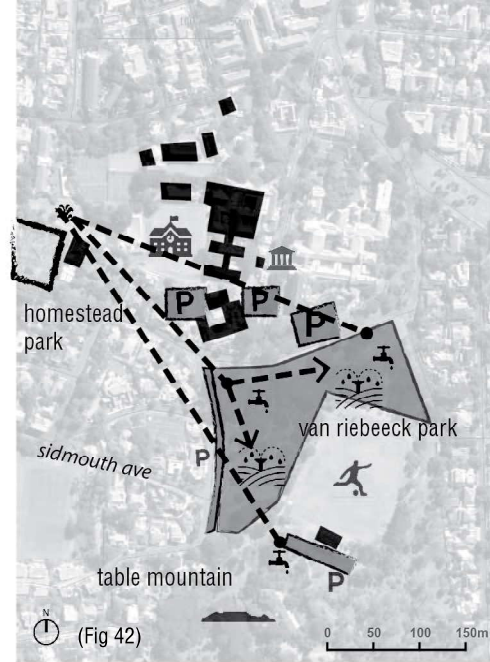 P
P
P
homestead
park
van riebeeck park
sidmouth ave
P
table mountain
P
N
(Fig 42)
0 50 100 150m